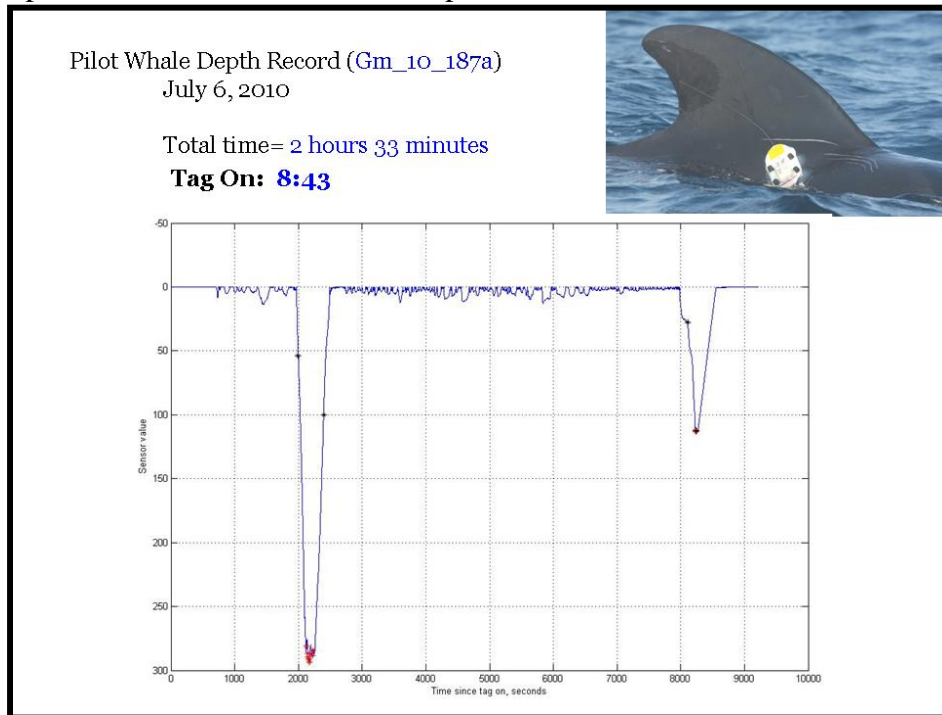 Pilot Whale Depth Record (Gm_10_187a)
July 6, 2010
Total time= 2 hours 33 minutes
Tag On: 8:43
-50
0
50
100
150
200
250
300
Sensor value
0 1000 2000 3000 4000 5000 6000 7000 8000 9000 10000
Time since tag on, seconds